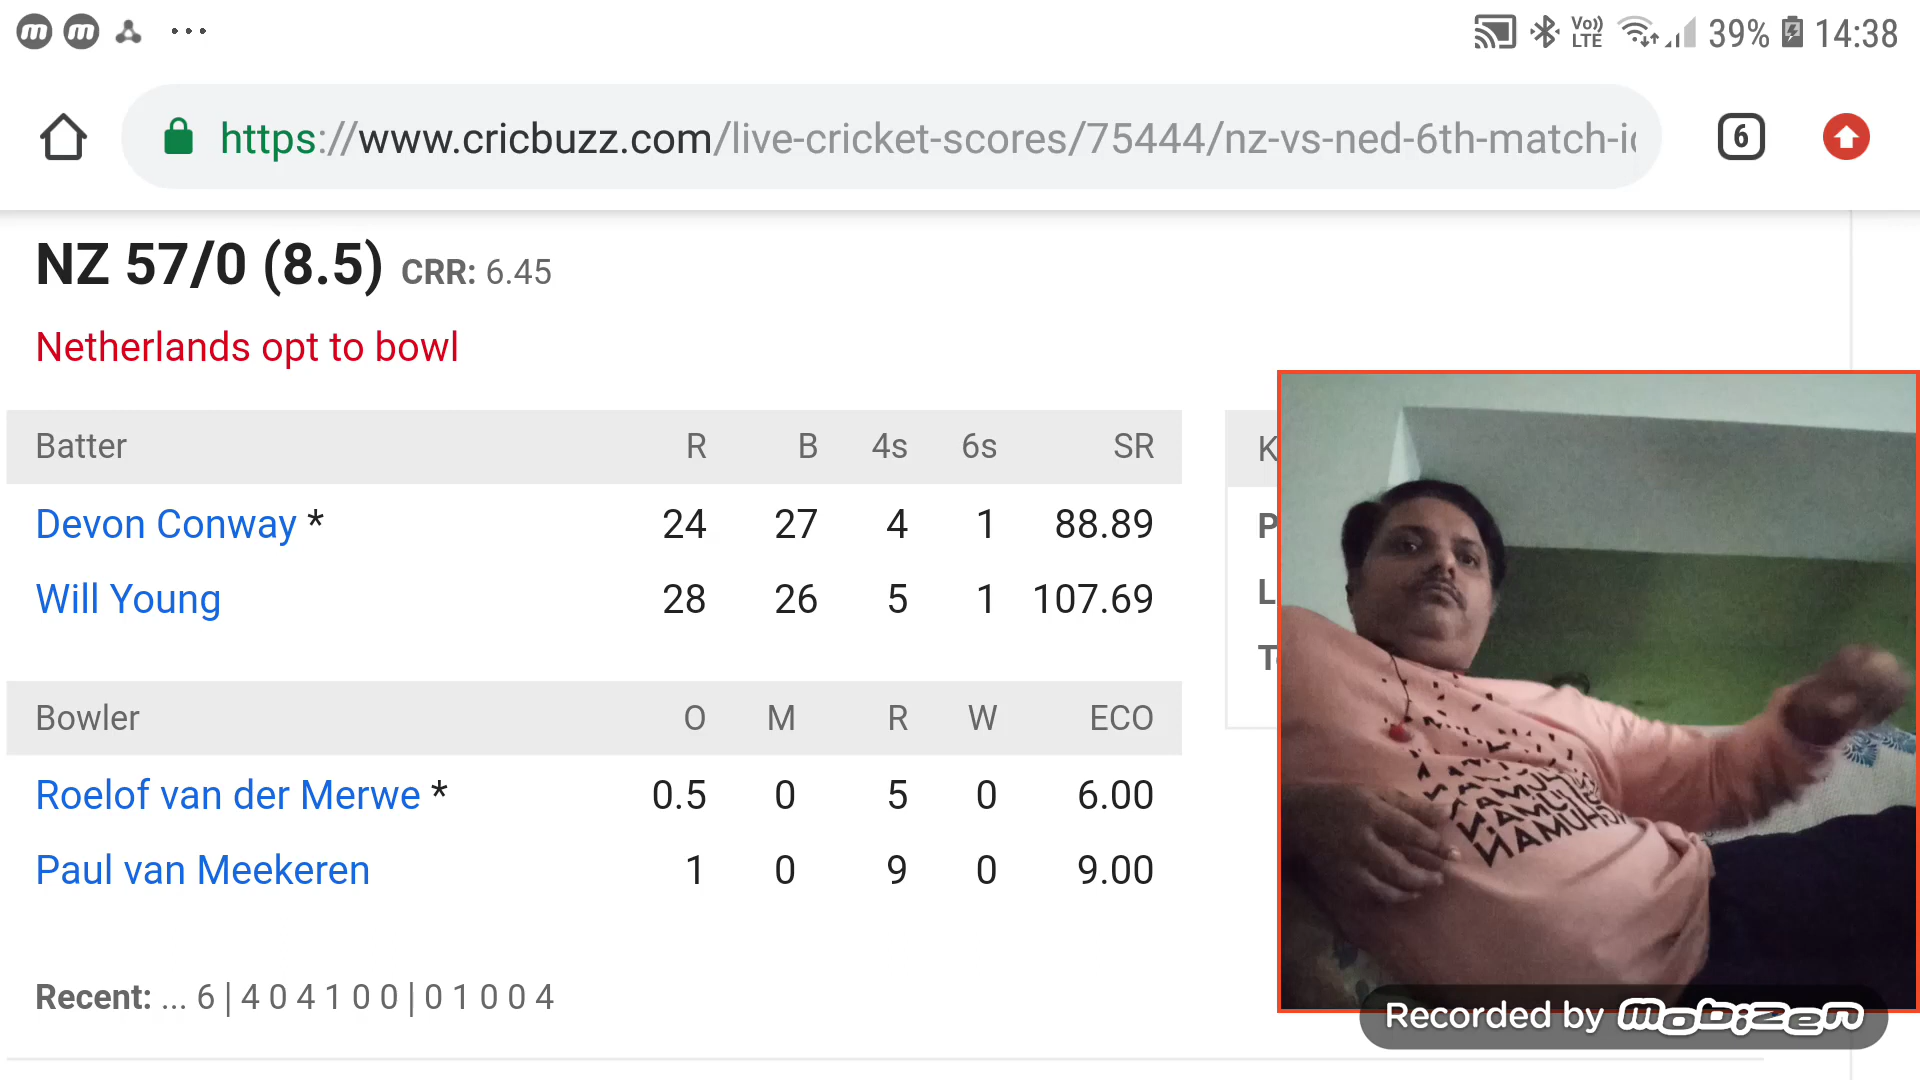 39% 14:38
https://www.cricbuzz.com/live-cricket-scores/75444/nz-vs-ned-6th-match-ic
6
NZ 57/0 (8.5) CRR: 6.45
Netherlands opt to bowl
Batter R B 4s 6s SR
Devon Conway * 24 27 4 1 88.89
Will Young 28 26 5 1 107.69
Bowler O M R W ECO
Roelof van der Merwe * 0.5 0 5 0 6.00
Paul van Meekeren 1 0 9 0 9.00
Recent: ... 6 | 4 0 4 1 0 0 | 0 1 0 0 4
K
P
L
T
Vo)) LTE
Recorded by mobizen